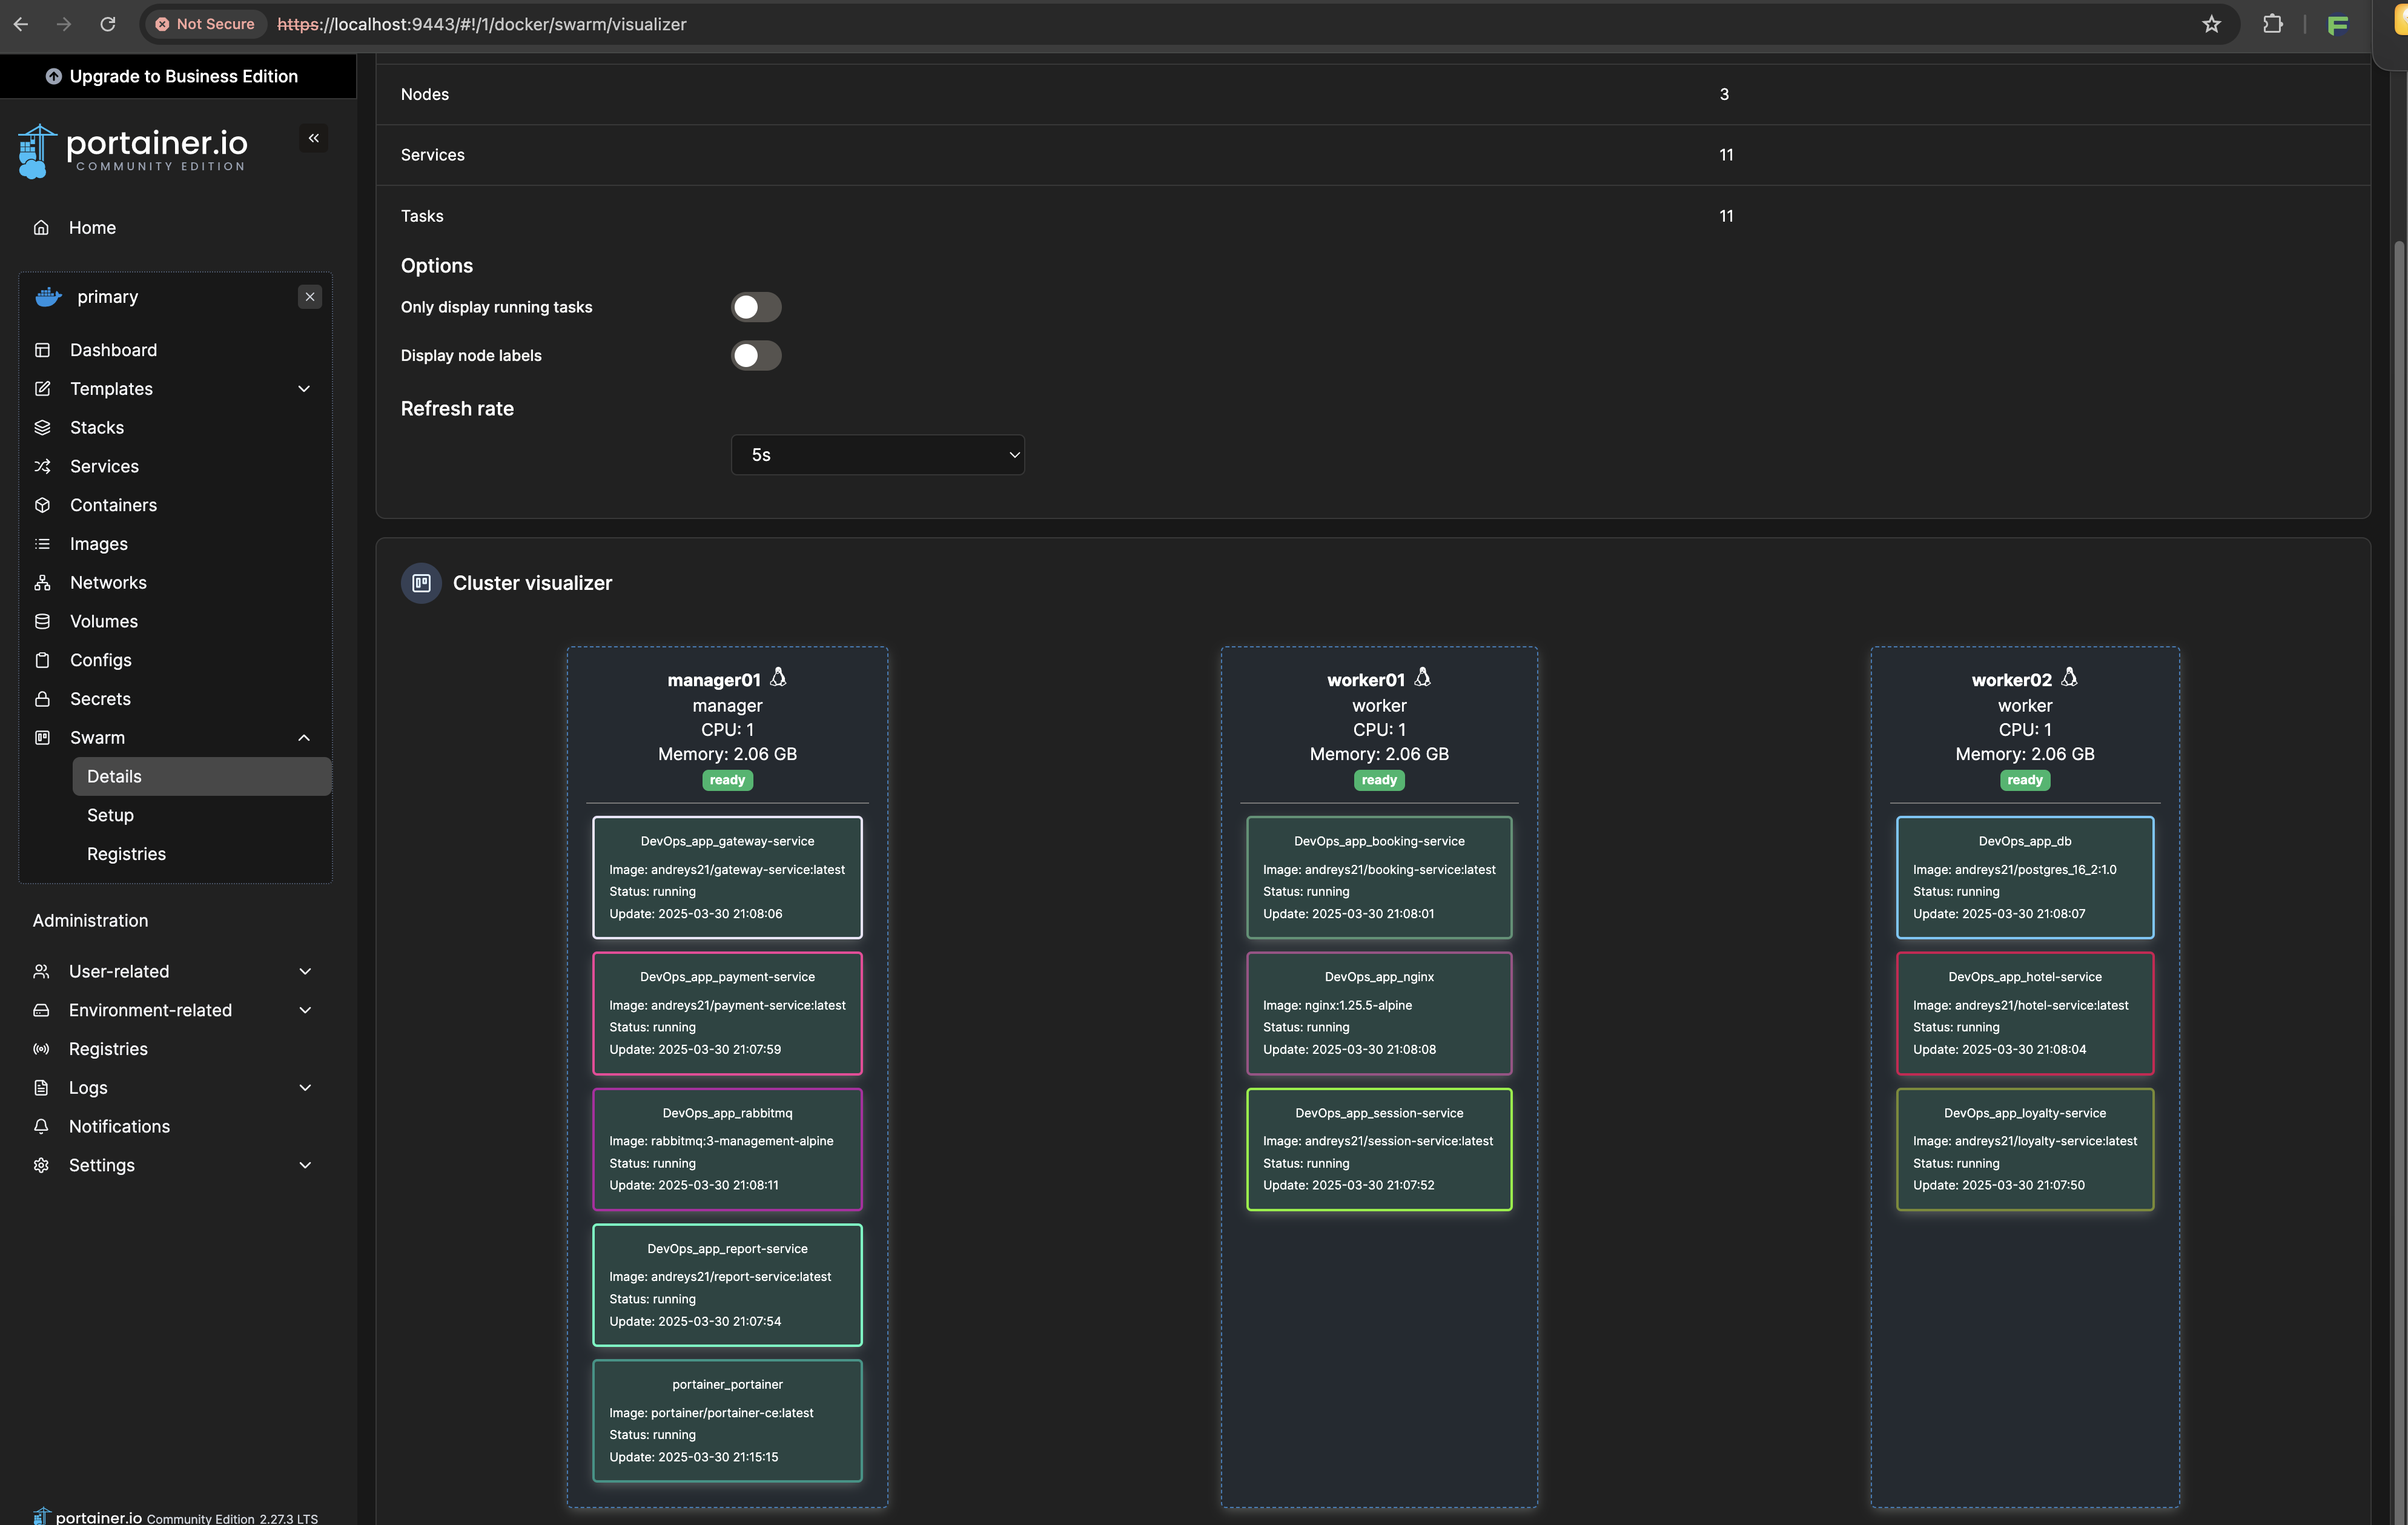 Not Secure https://localhost:9443/#!/1/docker/swarm/visualizer
Upgrade to Business Edition
portainer.io
COMMUNITY EDITION
Home
primary
Dashboard
Templates
Stacks
Services
Containers
Images
Networks
Volumes
Configs
Secrets
Swarm
Details
Setup
Registries
Administration
User-related
Environment-related
Registries
Logs
Notifications
Settings
portainer.io Community Edition 2.27.3 LTS
Nodes 3
Services 11
Tasks 11
Options
Only display running tasks
Display node labels
Refresh rate
5s
Cluster visualizer
manager01
manager
CPU: 1
Memory: 2.06 GB
ready
DevOps_app_gateway-service
Image: andreys21/gateway-service:latest
Status: running
Update: 2025-03-30 21:08:06
DevOps_app_payment-service
Image: andreys21/payment-service:latest
Status: running
Update: 2025-03-30 21:07:59
DevOps_app_rabbitmq
Image: rabbitmq:3-management-alpine
Status: running
Update: 2025-03-30 21:08:11
DevOps_app_report-service
Image: andreys21/report-service:latest
Status: running
Update: 2025-03-30 21:07:54
portainer_portainer
Image: portainer/portainer-ce:latest
Status: running
Update: 2025-03-30 21:15:15
worker01
worker
CPU: 1
Memory: 2.06 GB
ready
DevOps_app_booking-service
Image: andreys21/booking-service:latest
Status: running
Update: 2025-03-30 21:08:01
DevOps_app_nginx
Image: nginx:1.25.5-alpine
Status: running
Update: 2025-03-30 21:08:08
DevOps_app_session-service
Image: andreys21/session-service:latest
Status: running
Update: 2025-03-30 21:07:52
worker02
worker
CPU: 1
Memory: 2.06 GB
ready
DevOps_app_db
Image: andreys21/postgres_16_2:1.0
Status: running
Update: 2025-03-30 21:08:07
DevOps_app_hotel-service
Image: andreys21/hotel-service:latest
Status: running
Update: 2025-03-30 21:08:04
DevOps_app_loyalty-service
Image: andreys21/loyalty-service:latest
Status: running
Update: 2025-03-30 21:07:50